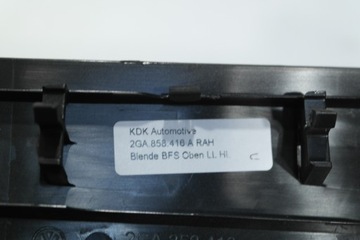 KDK Automotive
2GA.858.416 A RAH
Blende BFS Oben Li. Hi.